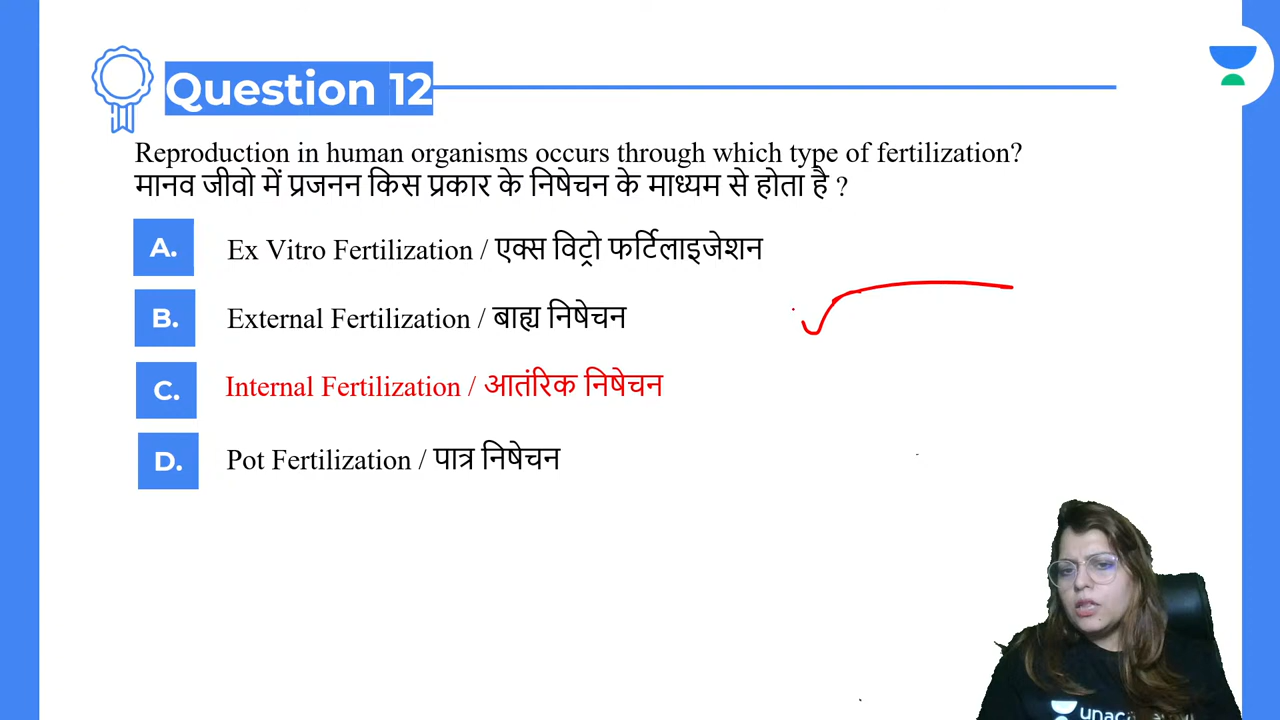 Question 12
Reproduction in human organisms occurs through which type of fertilization?
मानव जीवो में प्रजनन किस प्रकार के निषेचन के माध्यम से होता है ?
A. Ex Vitro Fertilization / एक्स विट्रो फर्टिलाइजेशन
B. External Fertilization / बाह्य निषेचन
C. Internal Fertilization / आतंरिक निषेचन
D. Pot Fertilization / पात्र निषेचन